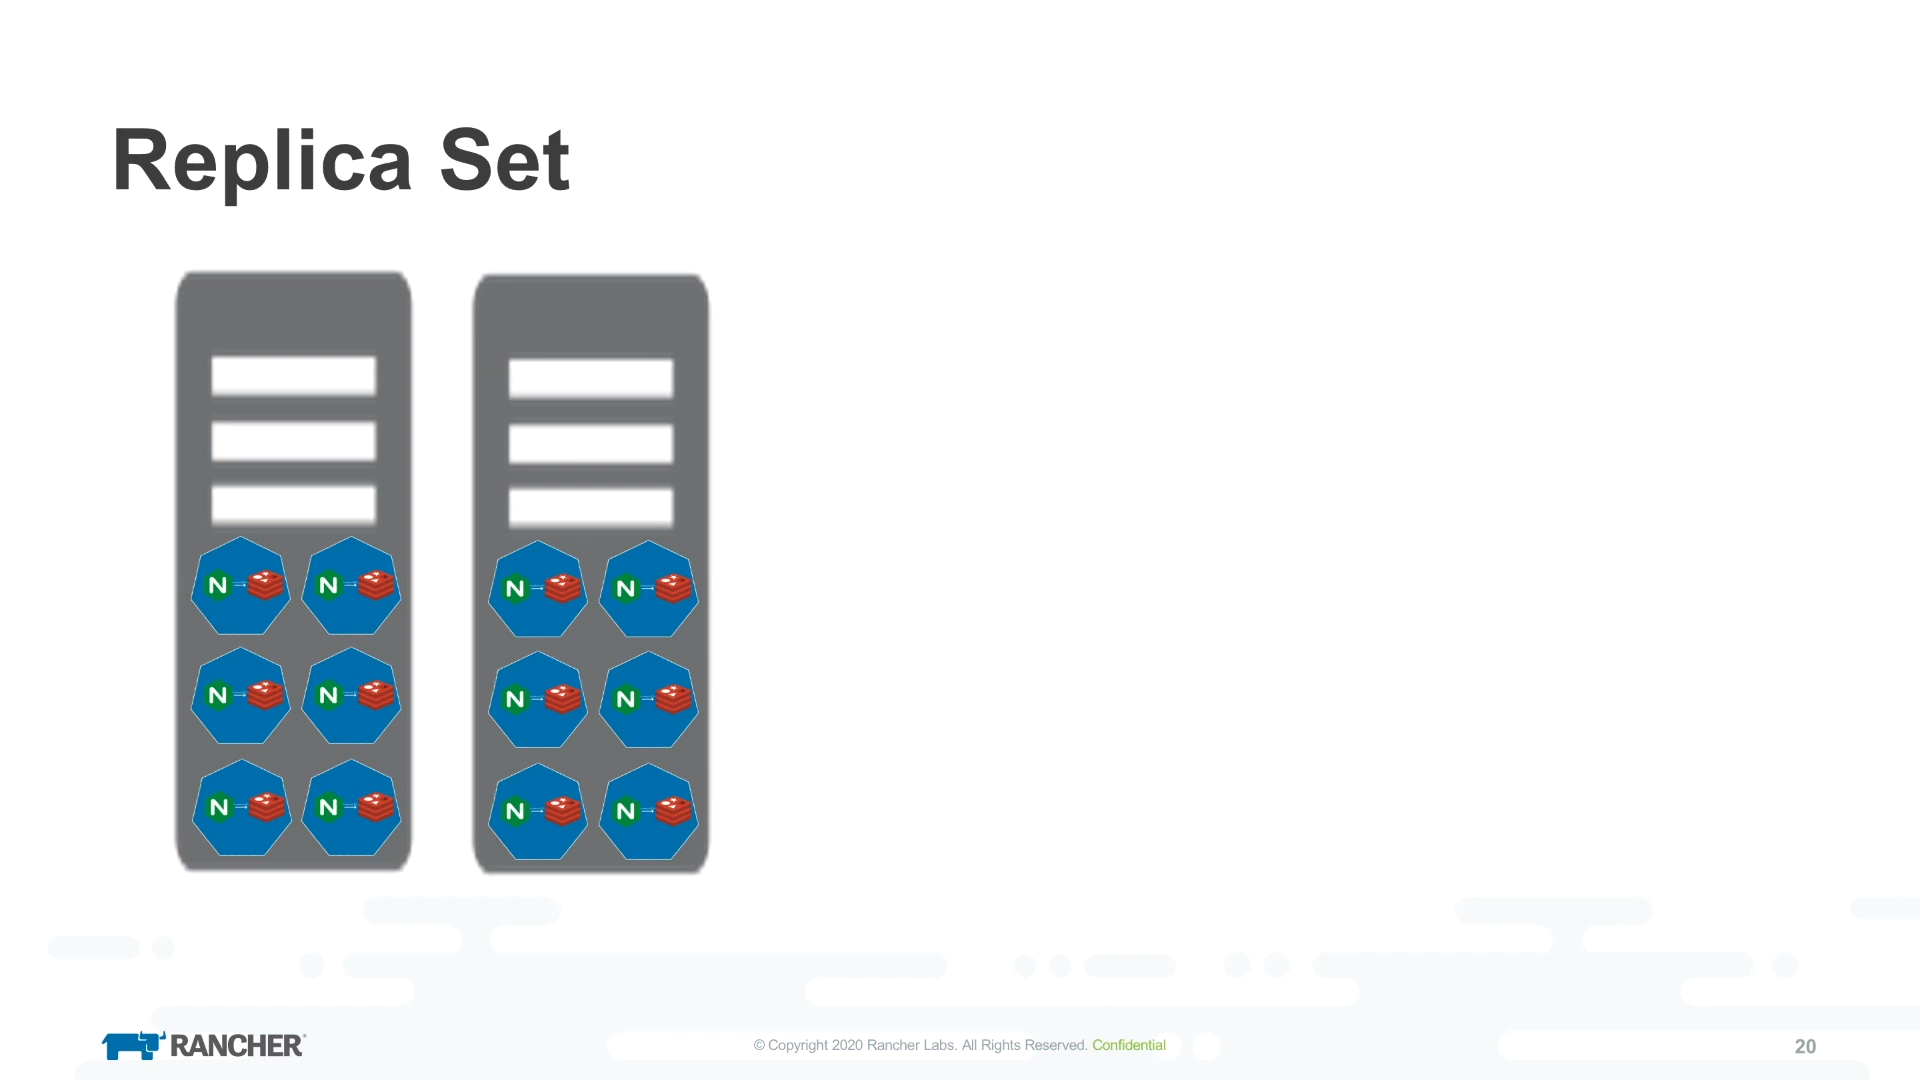 Replica Set
N N N N
N N N N
N N N N
RANCHER
© Copyright 2020 Rancher Labs. All Rights Reserved. Confidential
20